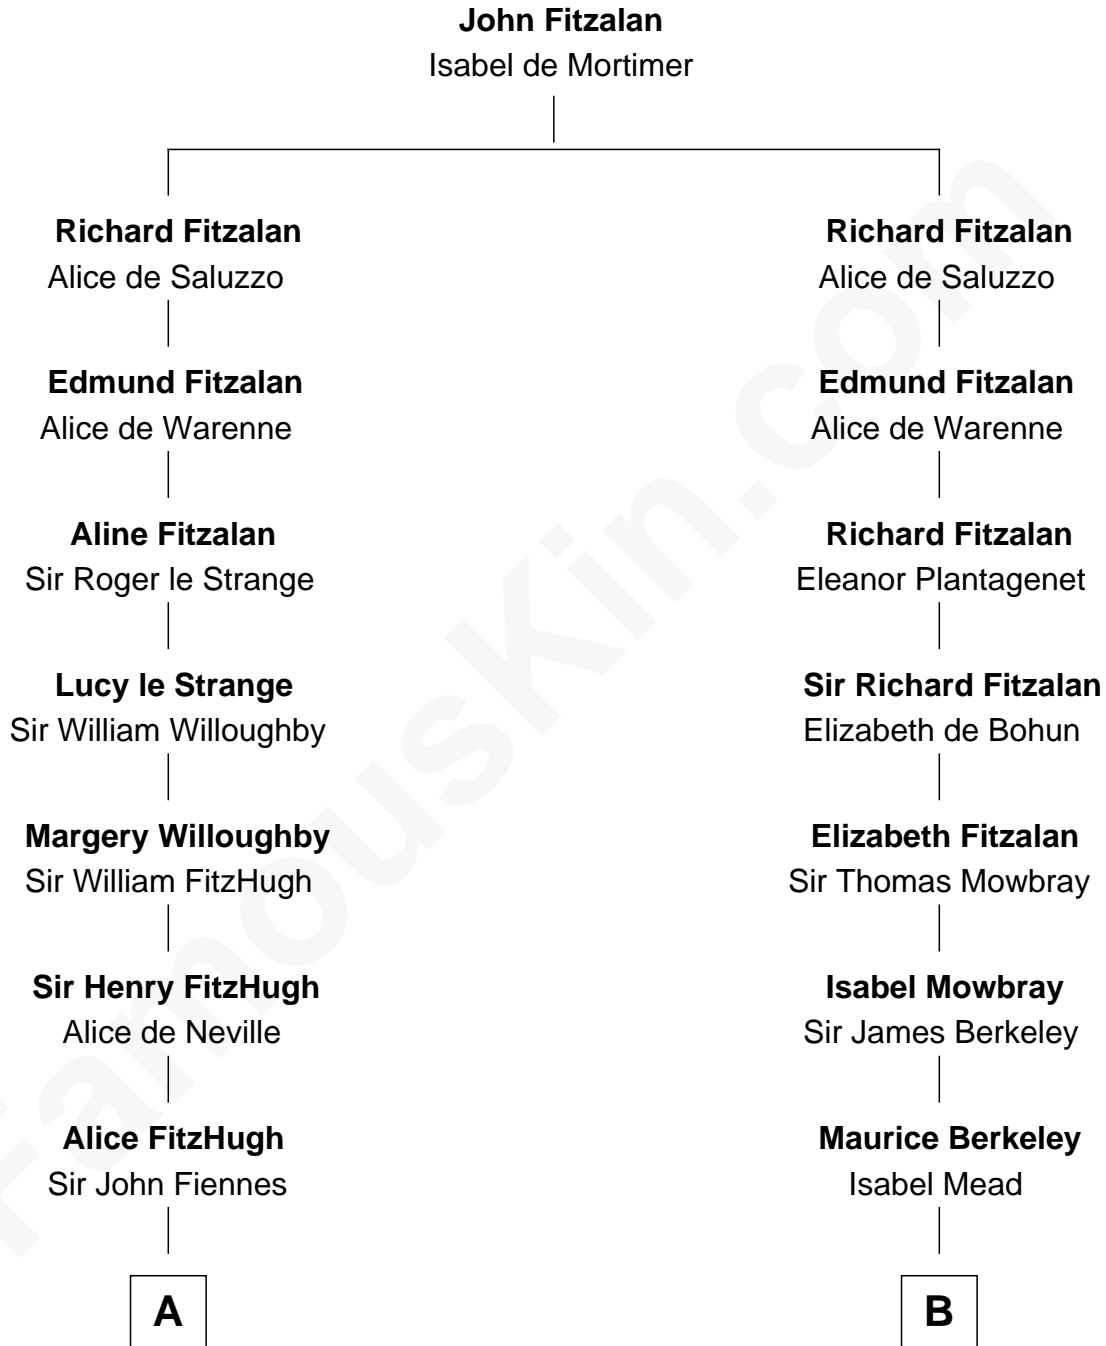 John Fitzalan
Isabel de Mortimer
Richard Fitzalan
Alice de Saluzzo
Richard Fitzalan
Alice de Saluzzo
Edmund Fitzalan
Alice de Warenne
Edmund Fitzalan
Alice de Warenne
Aline Fitzalan
Sir Roger le Strange
Richard Fitzalan
Eleanor Plantagenet
Lucy le Strange
Sir William Willoughby
Sir Richard Fitzalan
Elizabeth de Bohun
Margery Willoughby
Sir William FitzHugh
Elizabeth Fitzalan
Sir Thomas Mowbray
Sir Henry FitzHugh
Alice de Neville
Isabel Mowbray
Sir James Berkeley
Alice FitzHugh
Sir John Fiennes
Maurice Berkeley
Isabel Mead
A
B
FamousKin.com